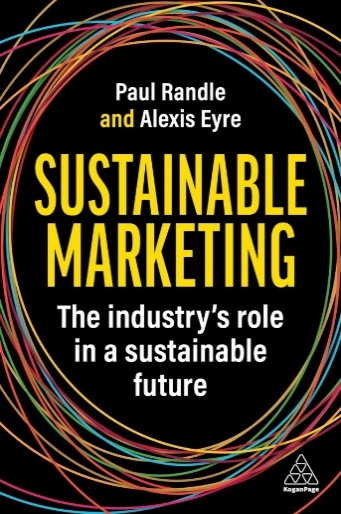 Paul Randle
and Alexis Eyre
SUSTAINABLE
MARKETING
The industry's role
in a sustainable
future
KoganPage